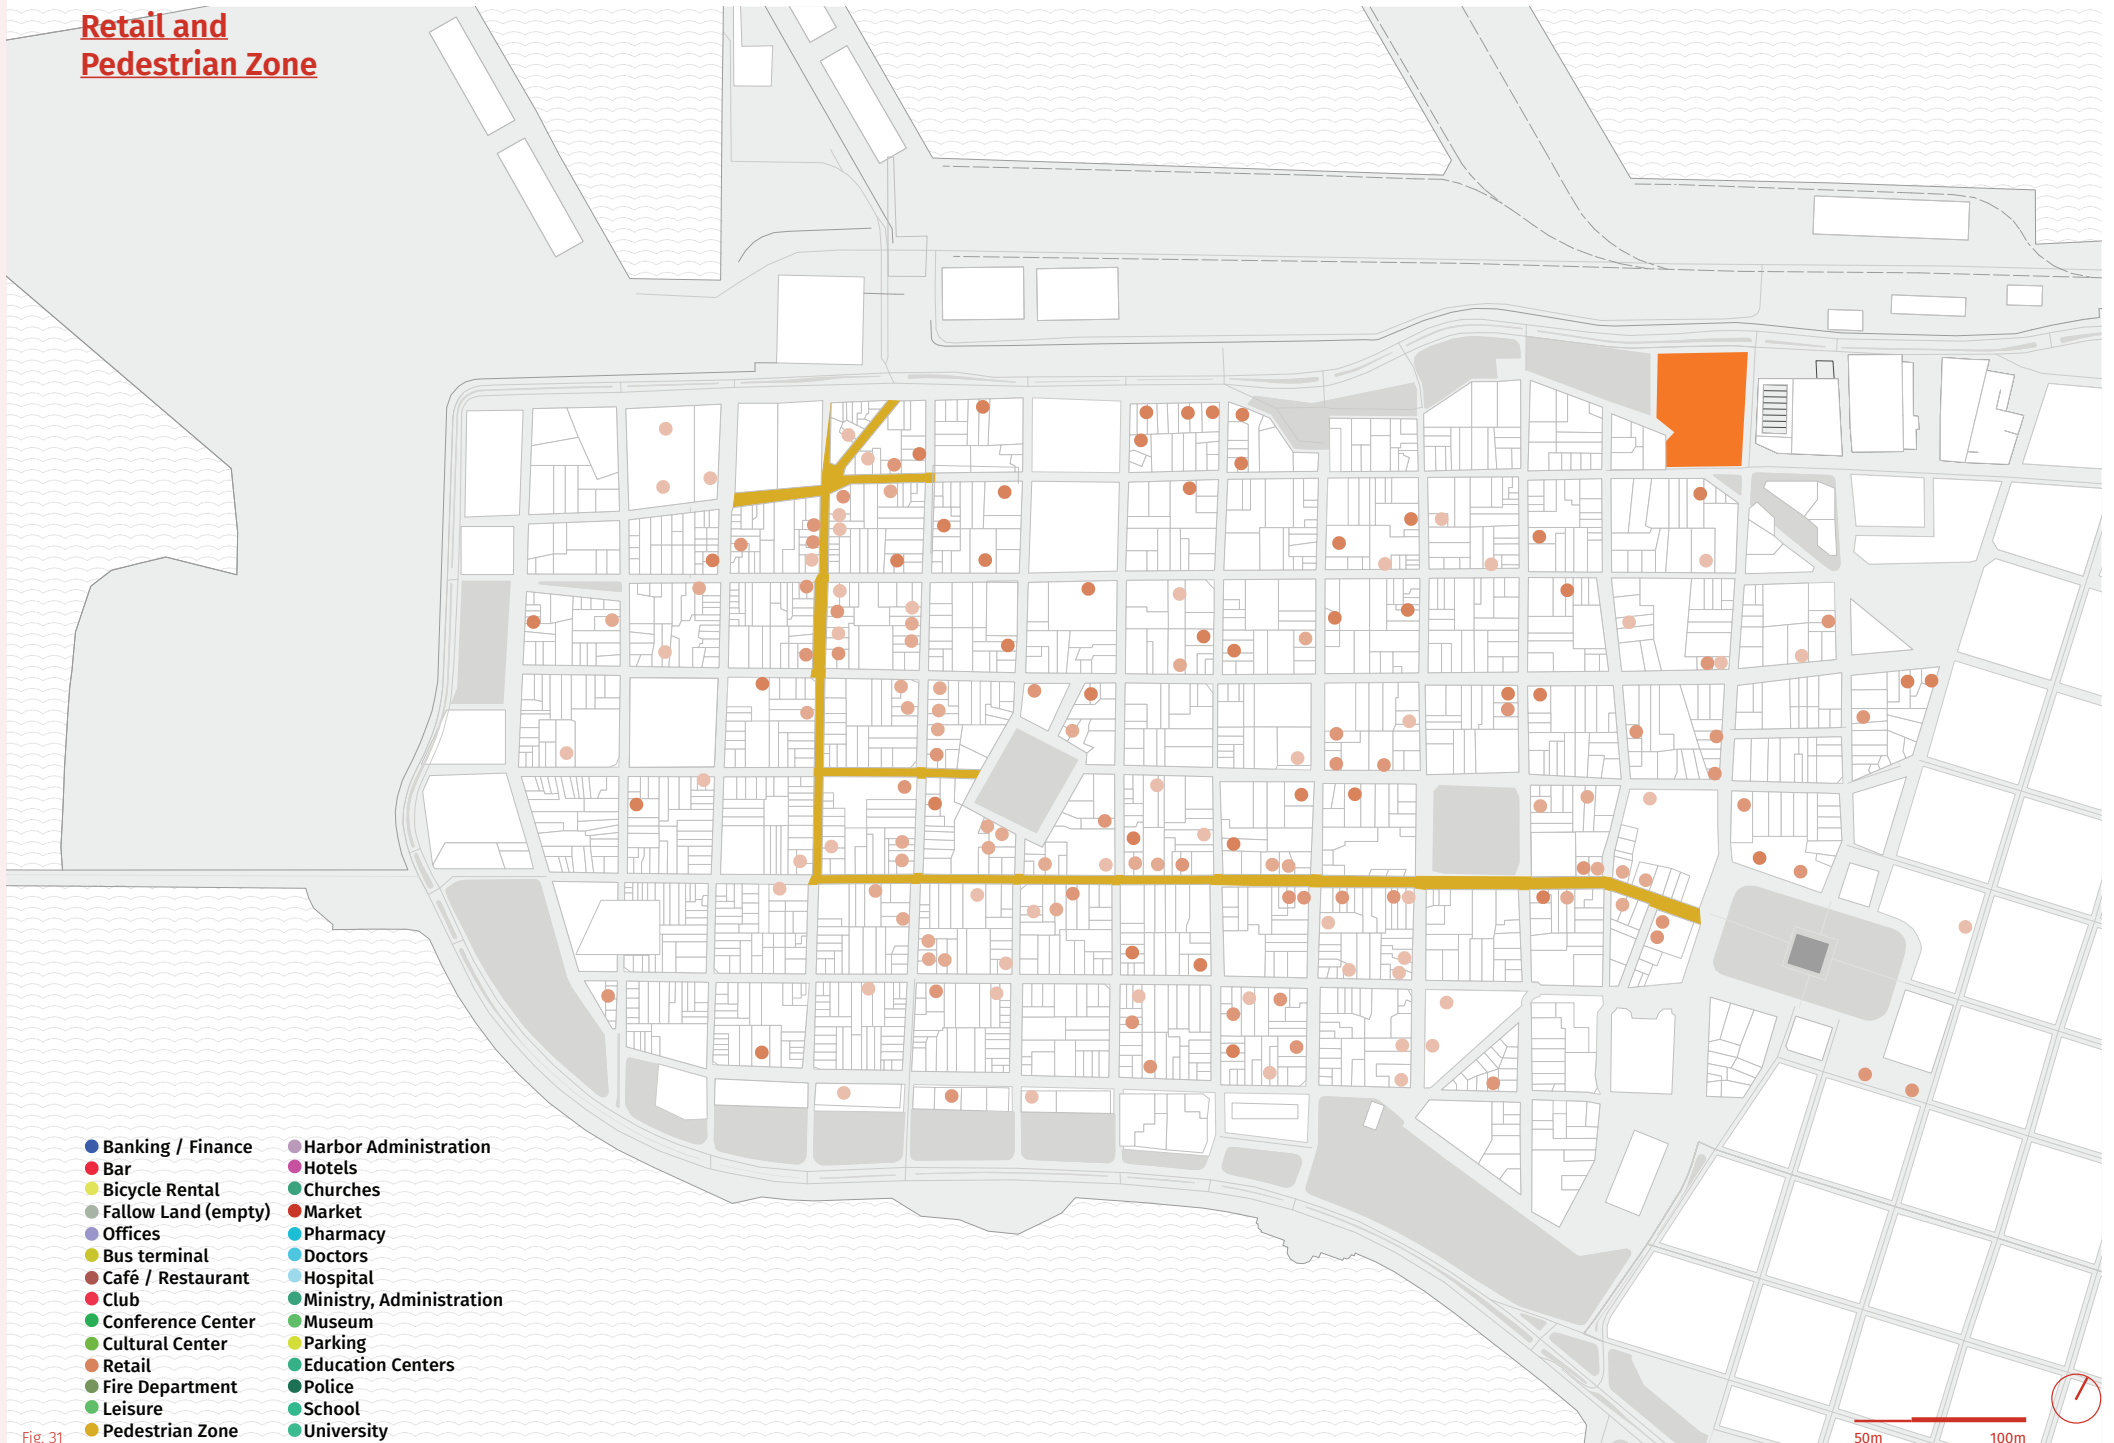 Retail and
Pedestrian Zone
Banking / Finance
Bar
Bicycle Rental
Fallow Land (empty)
Offices
Bus terminal
Café / Restaurant
Club
Conference Center
Cultural Center
Retail
Fire Department
Leisure
Pedestrian Zone
Harbor Administration
Hotels
Churches
Market
Pharmacy
Doctors
Hospital
Ministry, Administration
Museum
Parking
Education Centers
Police
School
University
Fig. 31
50m 100m